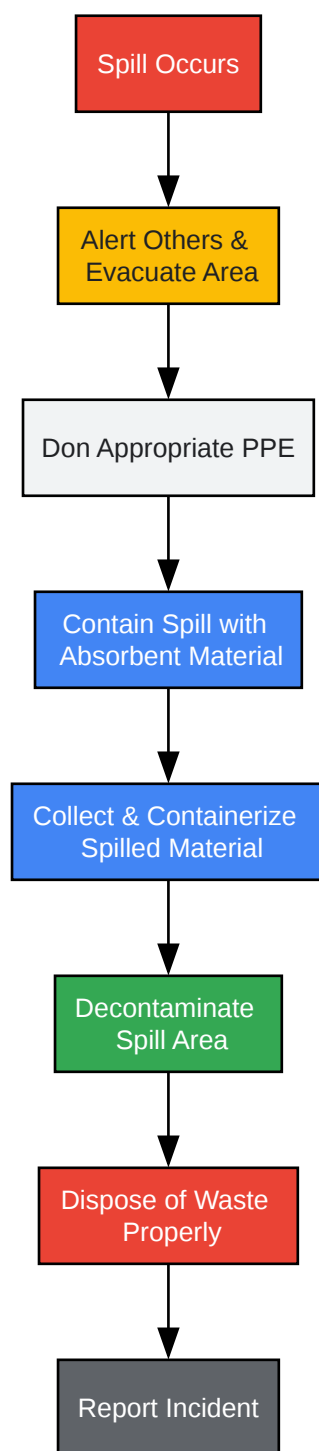 Spill Occurs
Alert Others &
Evacuate Area
Don Appropriate PPE
Contain Spill with
Absorbent Material
Collect & Containerize
Spilled Material
Decontaminate
Spill Area
Dispose of Waste
Properly
Report Incident